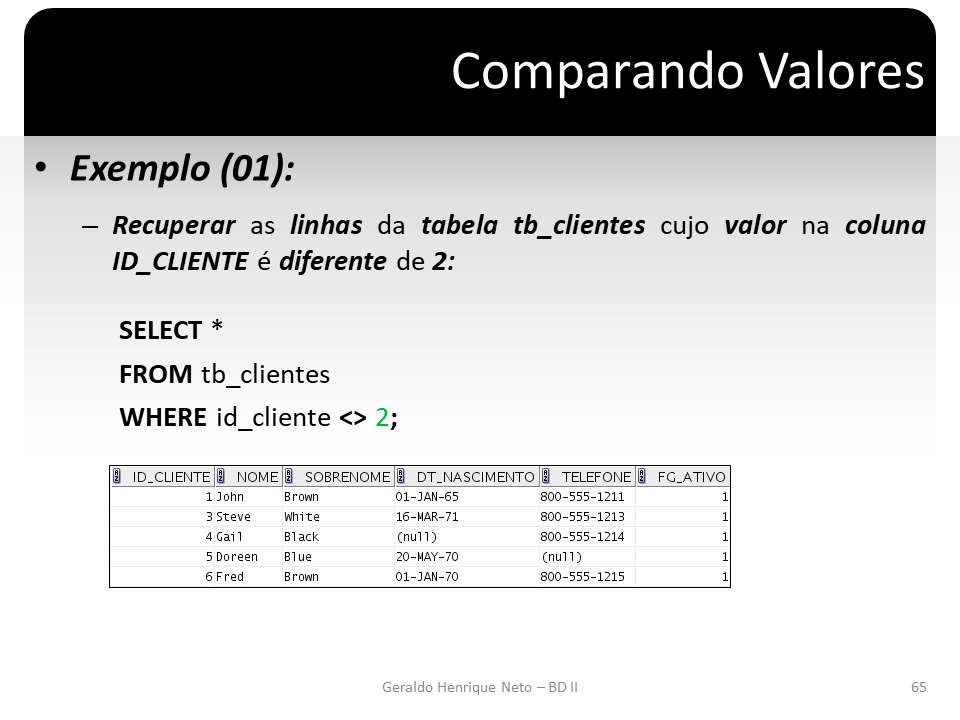 Comparando Valores
• Exemplo (01):
– Recuperar as linhas da tabela tb_clientes cujo valor na coluna
ID_CLIENTE é diferente de 2:
SELECT *
FROM tb_clientes
WHERE id_cliente <> 2;
ID_CLIENTE NOME SOBRENOME DT_NASCIMENTO TELEFONE FG_ATIVO
1 John Brown 01-JAN-65 800-555-1211 1
3 Steve White 16-MAR-71 800-555-1213 1
4 Gail Black (null) 800-555-1214 1
5 Doreen Blue 20-MAY-70 (null) 1
6 Fred Brown 01-JAN-70 800-555-1215 1
Geraldo Henrique Neto – BD II 65